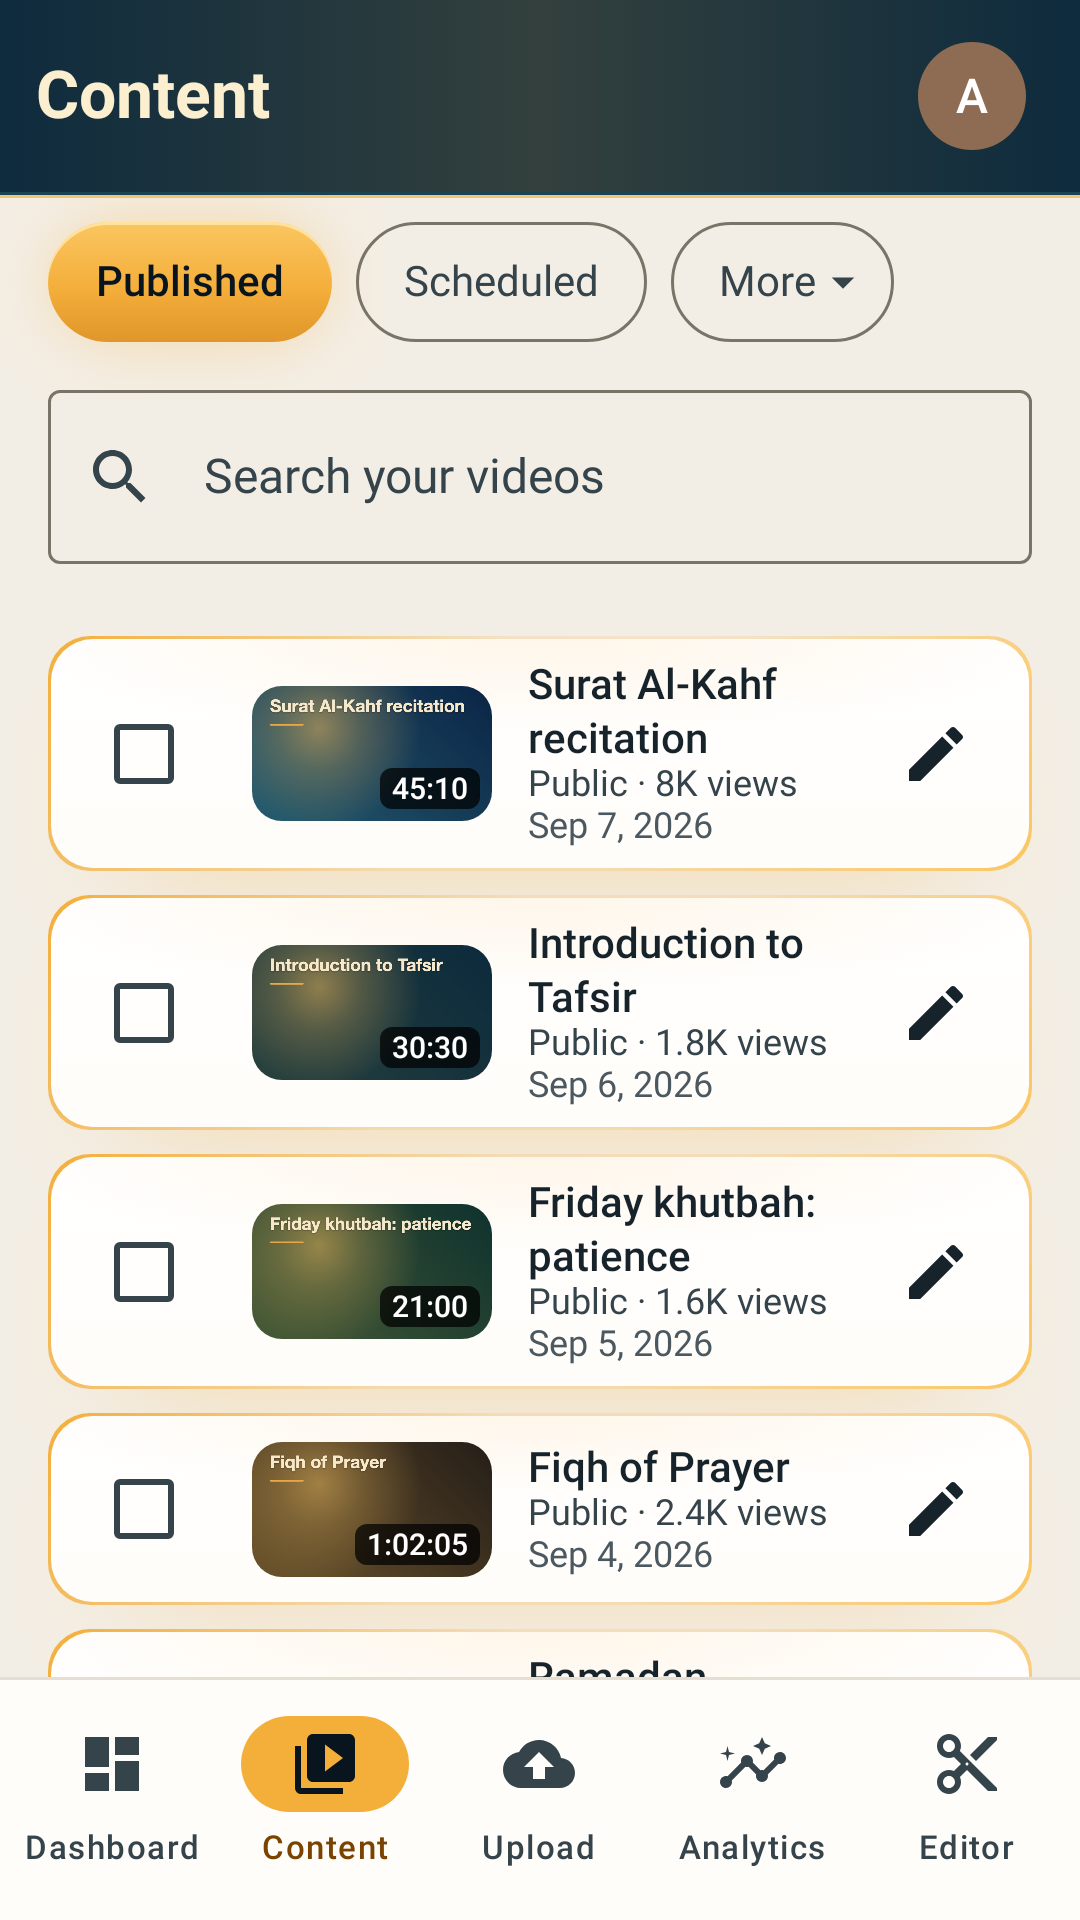 Content
A
Published
Scheduled
More
Search your videos
Surat Al-Kahf recitation
45:10
Surat Al-Kahf
recitation
Public · 8K views
Sep 7, 2026
Introduction to Tafsir
30:30
Introduction to
Tafsir
Public · 1.8K views
Sep 6, 2026
Friday khutbah: patience
21:00
Friday khutbah:
patience
Public · 1.6K views
Sep 5, 2026
Fiqh of Prayer
1:02:05
Fiqh of Prayer
Public · 2.4K views
Sep 4, 2026
Ramadan
Dashboard
Content
Upload
Analytics
Editor